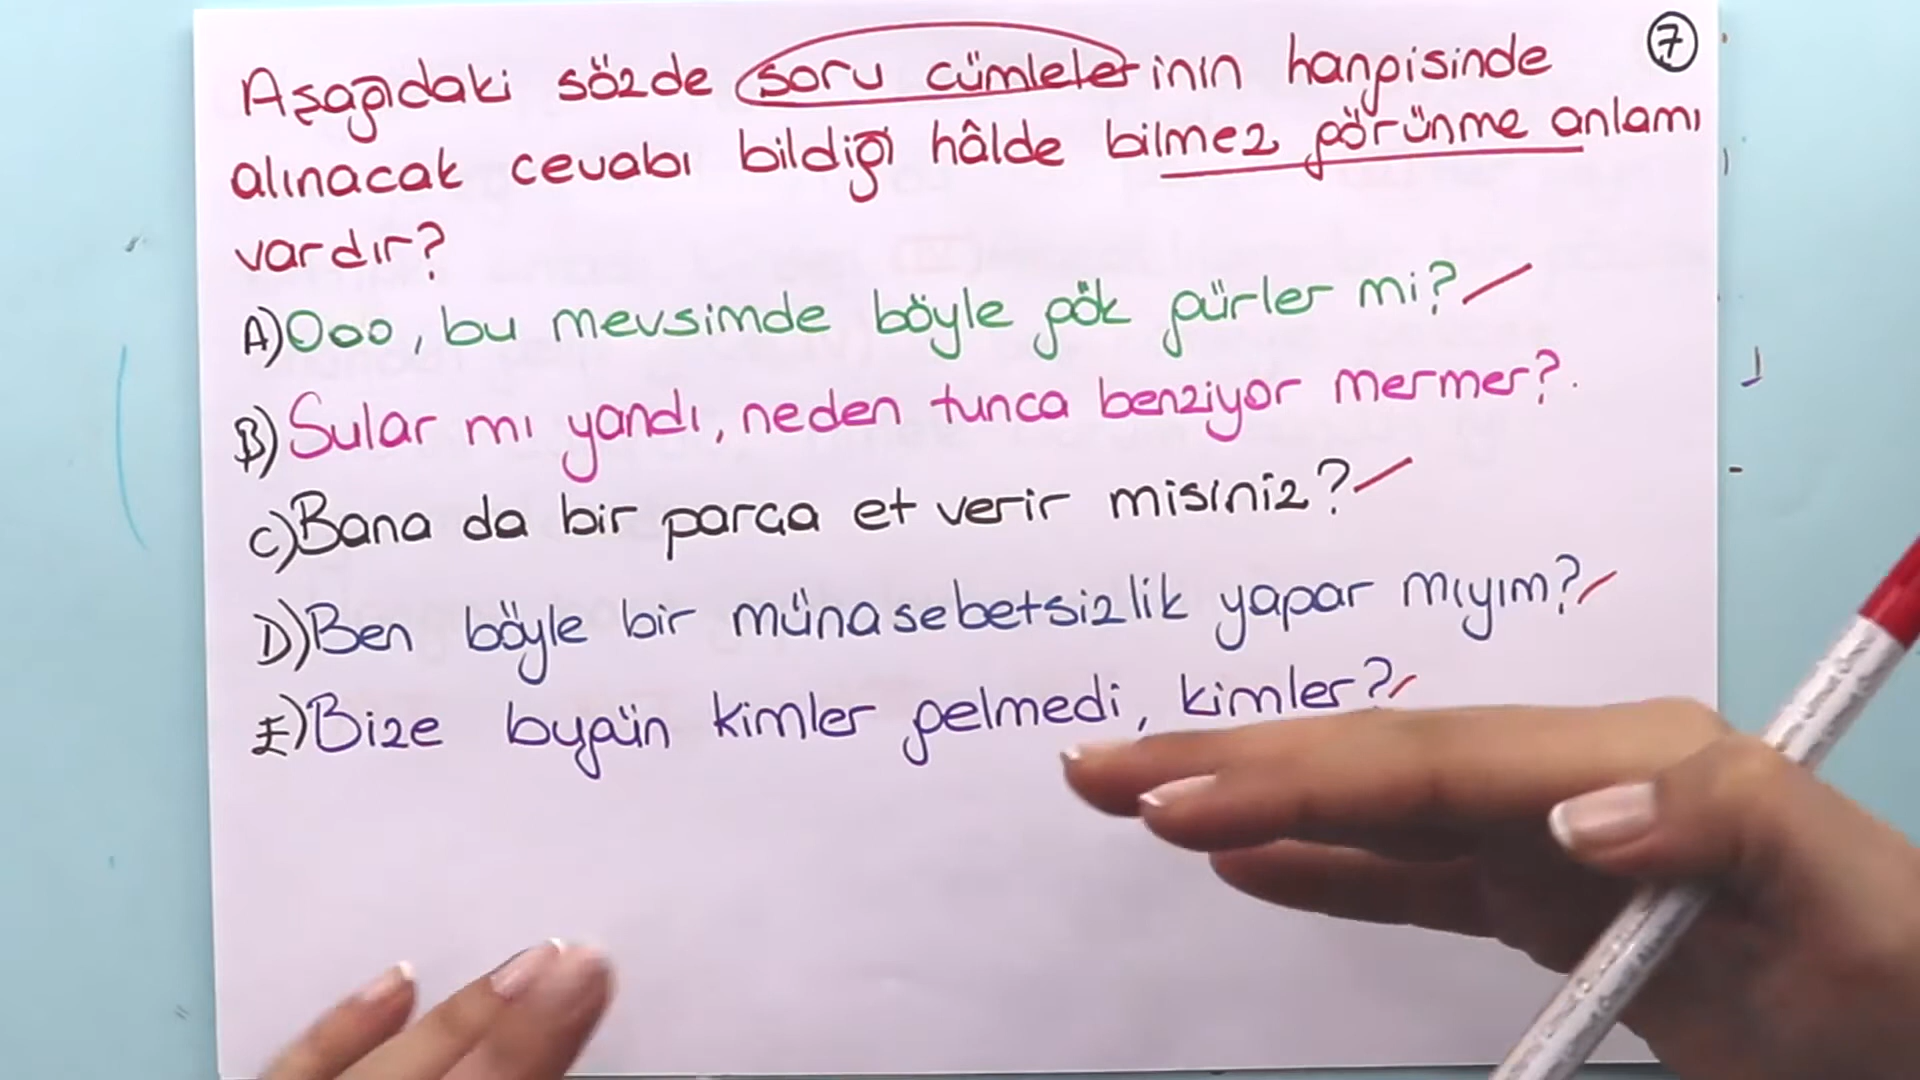 7
Aşağıdaki sözde soru cümlelerinin hangisinde
alınacak cevabı bildiği hâlde bilmez görünme anlamı
vardır?
A) Ooo, bu mevsimde böyle gök gürler mi?
B) Sular mı yandı, neden tunca benziyor mermer?
C) Bana da bir parça et verir misiniz?
D) Ben böyle bir münasebetsizlik yapar mıyım?
E) Bize bugün kimler gelmedi, kimler?